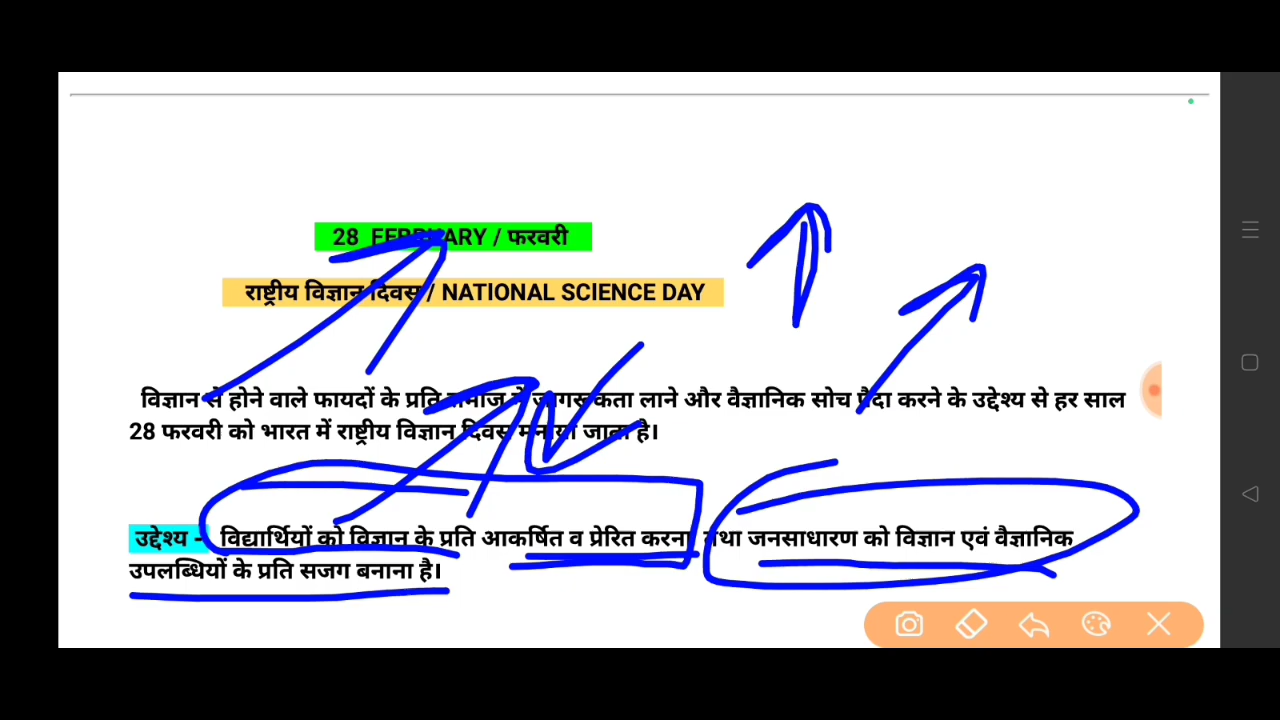 28 FEBRUARY / फरवरी
राष्ट्रीय विज्ञान दिवस / NATIONAL SCIENCE DAY
विज्ञान से होने वाले फायदों के प्रति समाज में जागरूकता लाने और वैज्ञानिक सोच पैदा करने के उद्देश्य से हर साल
28 फरवरी को भारत में राष्ट्रीय विज्ञान दिवस मनाया जाता है।
उद्देश्य - विद्यार्थियों को विज्ञान के प्रति आकर्षित व प्रेरित करना तथा जनसाधारण को विज्ञान एवं वैज्ञानिक
उपलब्धियों के प्रति सजग बनाना है।